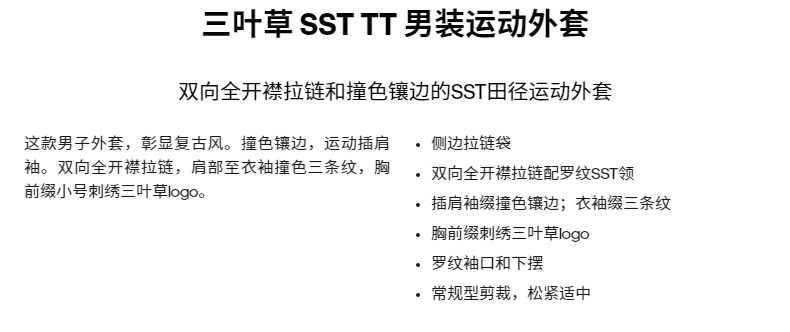 三叶草 SST TT 男装运动外套
双向全开襟拉链和撞色镶边的SST田径运动外套
这款男子外套，彰显复古风。撞色镶边，运动插肩
袖。双向全开襟拉链，肩部至衣袖撞色三条纹，胸
前缀小号刺绣三叶草logo。
• 侧边拉链袋
• 双向全开襟拉链配罗纹SST领
• 插肩袖缀撞色镶边；衣袖缀三条纹
• 胸前缀刺绣三叶草logo
• 罗纹袖口和下摆
• 常规型剪裁，松紧适中